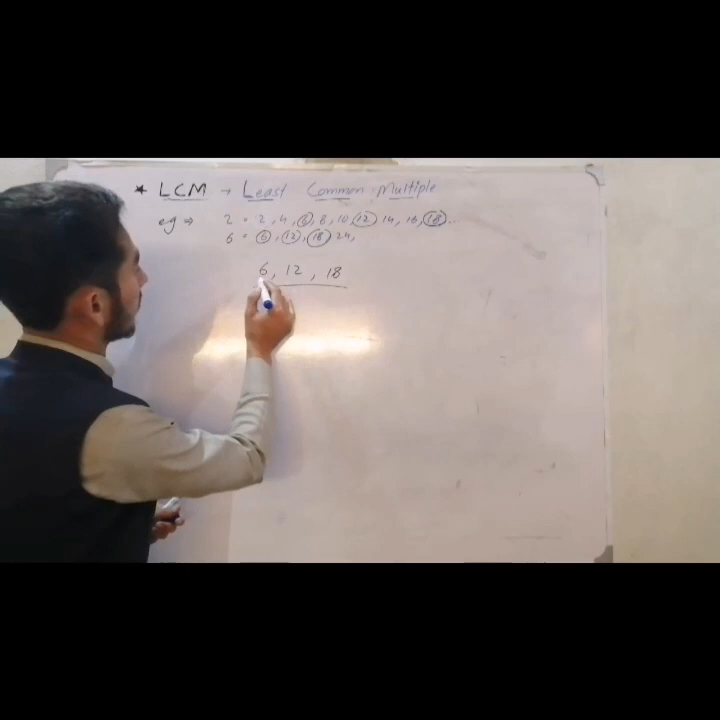 * LCM → Least Common Multiple
eg ⇒ 2 = 2, 4, 6, 8, 10, 12, 14, 16, 18...
6 = 6, 12, 18, 24,
6, 12, 18